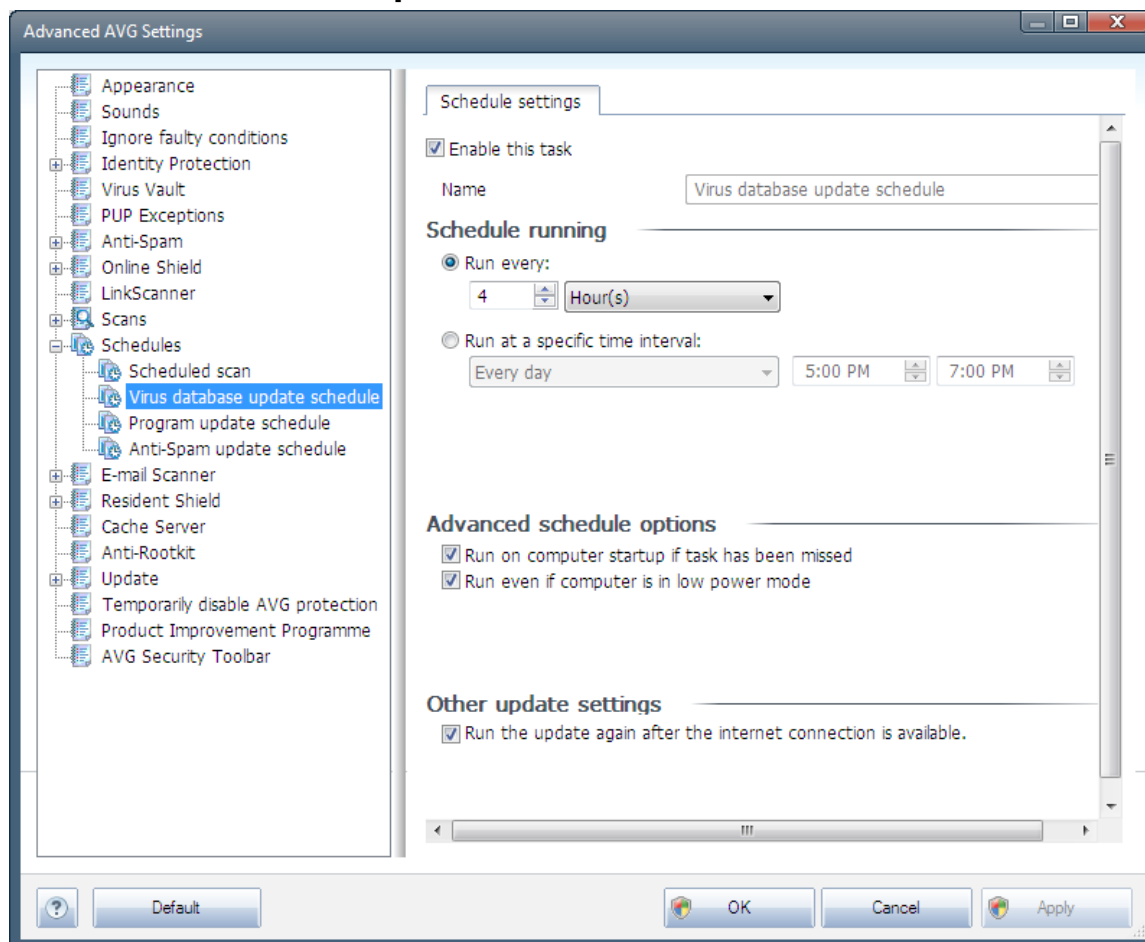 Advanced AVG Settings
Appearance
Sounds
Ignore faulty conditions
Identity Protection
Virus Vault
PUP Exceptions
Anti-Spam
Online Shield
LinkScanner
Scans
Schedules
Scheduled scan
Virus database update schedule
Program update schedule
Anti-Spam update schedule
E-mail Scanner
Resident Shield
Cache Server
Anti-Rootkit
Update
Temporarily disable AVG protection
Product Improvement Programme
AVG Security Toolbar
Schedule settings
Enable this task
Name Virus database update schedule
Schedule running
Run every:
4 Hour(s)
Run at a specific time interval:
Every day 5:00 PM 7:00 PM
Advanced schedule options
Run on computer startup if task has been missed
Run even if computer is in low power mode
Other update settings
Run the update again after the internet connection is available.
? Default OK Cancel Apply